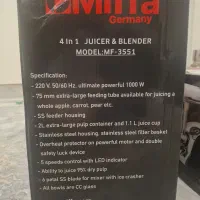 Germany
4 In 1 JUICER & BLENDER
MODEL:MF-3551
Specification:
- 220 V 50/60 Hz, ultimate powerful 1000 W
- 75 mm extra-large feeding tube available for juicing a
whole apple, carrot, pear etc.
- SS feeder housing
- 2L extra-large pulp container and 1.1 L juice cup
- Stainless steel housing, stainless steel filter basket
- Overheat protector on powerful motor and double
safety lock device
- 5 speeds control with LED indicator
- Ability to juice 95% dry pulp
- 6 petal SS blade for mixer with ice crasher
- All bowls are CC glass